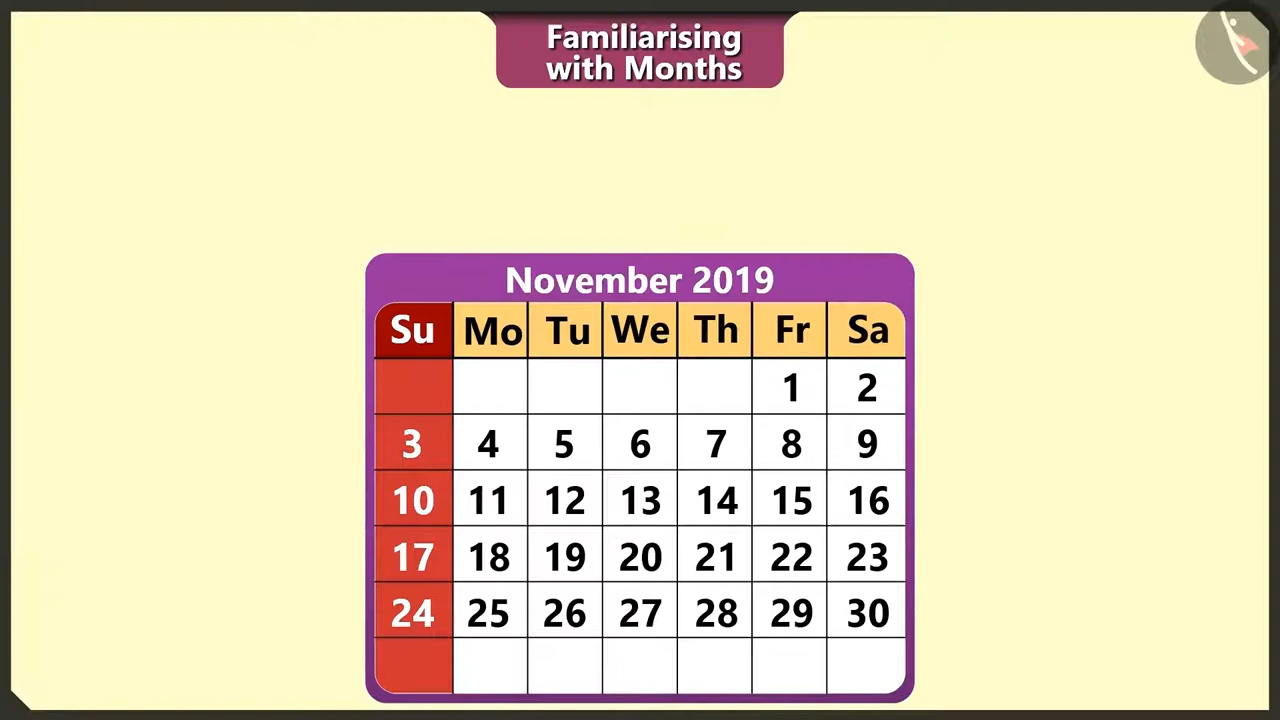 Familiarising
with Months
November 2019
Su Mo Tu We Th Fr Sa
1 2
3 4 5 6 7 8 9
10 11 12 13 14 15 16
17 18 19 20 21 22 23
24 25 26 27 28 29 30